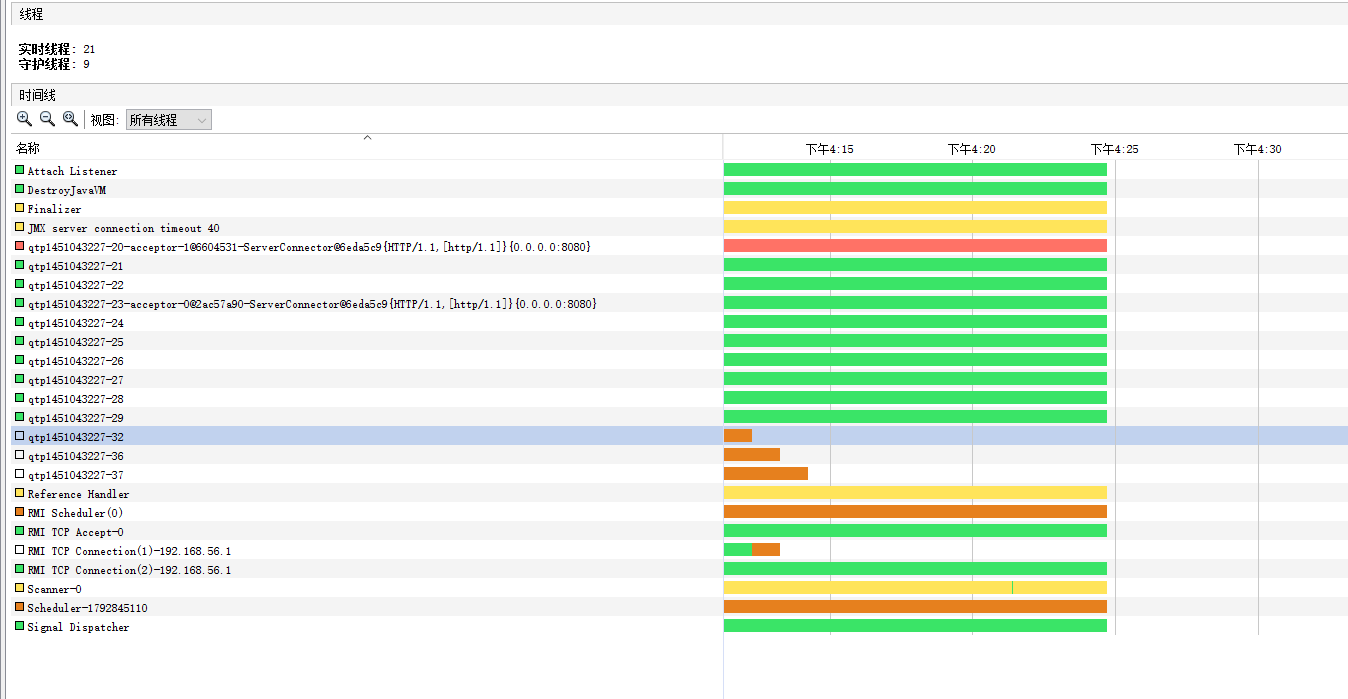 线程
实时线程: 21
守护线程: 9
时间线
视图: 所有线程
名称 下午4:15 下午4:20 下午4:25 下午4:30
Attach Listener
DestroyJavaVM
Finalizer
JMX server connection timeout 40
qtp1451043227-20-acceptor-1@6604531-ServerConnector@6eda5c9{HTTP/1.1,[http/1.1]}{0.0.0.0:8080}
qtp1451043227-21
qtp1451043227-22
qtp1451043227-23-acceptor-0@2ac57a90-ServerConnector@6eda5c9{HTTP/1.1,[http/1.1]}{0.0.0.0:8080}
qtp1451043227-24
qtp1451043227-25
qtp1451043227-26
qtp1451043227-27
qtp1451043227-28
qtp1451043227-29
qtp1451043227-32
qtp1451043227-36
qtp1451043227-37
Reference Handler
RMI Scheduler(0)
RMI TCP Accept-0
RMI TCP Connection(1)-192.168.56.1
RMI TCP Connection(2)-192.168.56.1
Scanner-0
Scheduler-1792845110
Signal Dispatcher